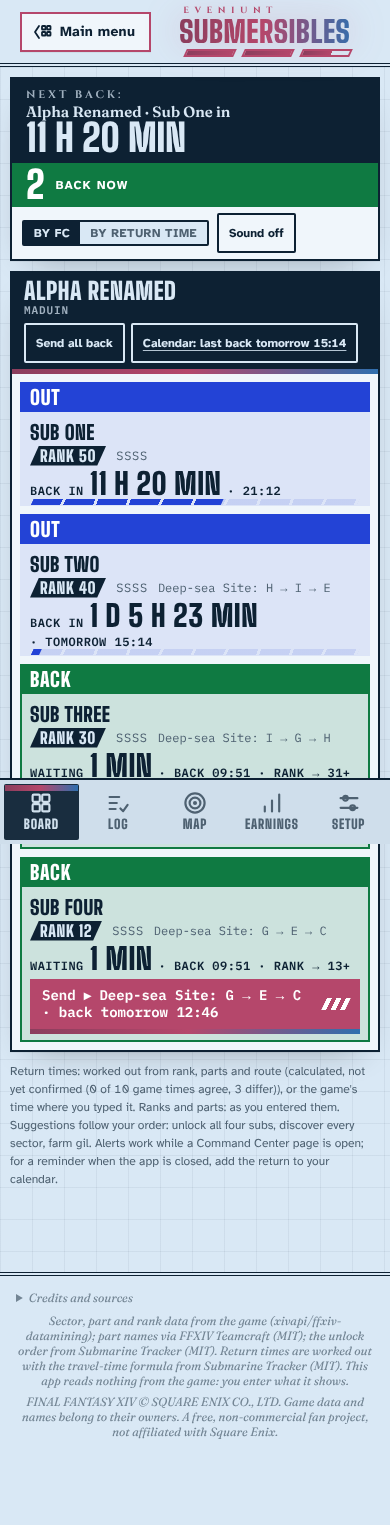 Main menu
EVENIUNT
SUBMERSIBLES
NEXT BACK:
Alpha Renamed · Sub One in
11 H 20 MIN
2 BACK NOW
BY FC BY RETURN TIME Sound off
ALPHA RENAMED
MADUIN
Send all back Calendar: last back tomorrow 15:14
OUT
SUB ONE
RANK 50 SSSS
BACK IN 11 H 20 MIN · 21:12
OUT
SUB TWO
RANK 40 SSSS Deep-sea Site: H → I → E
BACK IN 1 D 5 H 23 MIN
· TOMORROW 15:14
BACK
SUB THREE
RANK 30 SSSS Deep-sea Site: I → G → H
WAITING 1 MIN · BACK 09:51 · RANK → 31+
BOARD LOG MAP EARNINGS SETUP
BACK
SUB FOUR
RANK 12 SSSS Deep-sea Site: G → E → C
WAITING 1 MIN · BACK 09:51 · RANK → 13+
Send ► Deep-sea Site: G → E → C
· back tomorrow 12:46
Return times: worked out from rank, parts and route (calculated, not
yet confirmed (0 of 10 game times agree, 3 differ)), or the game's
time where you typed it. Ranks and parts: as you entered them.
Suggestions follow your order: unlock all four subs, discover every
sector, farm gil. Alerts work while a Command Center page is open;
for a reminder when the app is closed, add the return to your
calendar.
► Credits and sources
Sector, part and rank data from the game (xivapi/ffxiv-
datamining); part names via FFXIV Teamcraft (MIT); the unlock
order from Submarine Tracker (MIT). Return times are worked out
with the travel-time formula from Submarine Tracker (MIT). This
app reads nothing from the game: you enter what it shows.
FINAL FANTASY XIV © SQUARE ENIX CO., LTD. Game data and
names belong to their owners. A free, non-commercial fan project,
not affiliated with Square Enix.